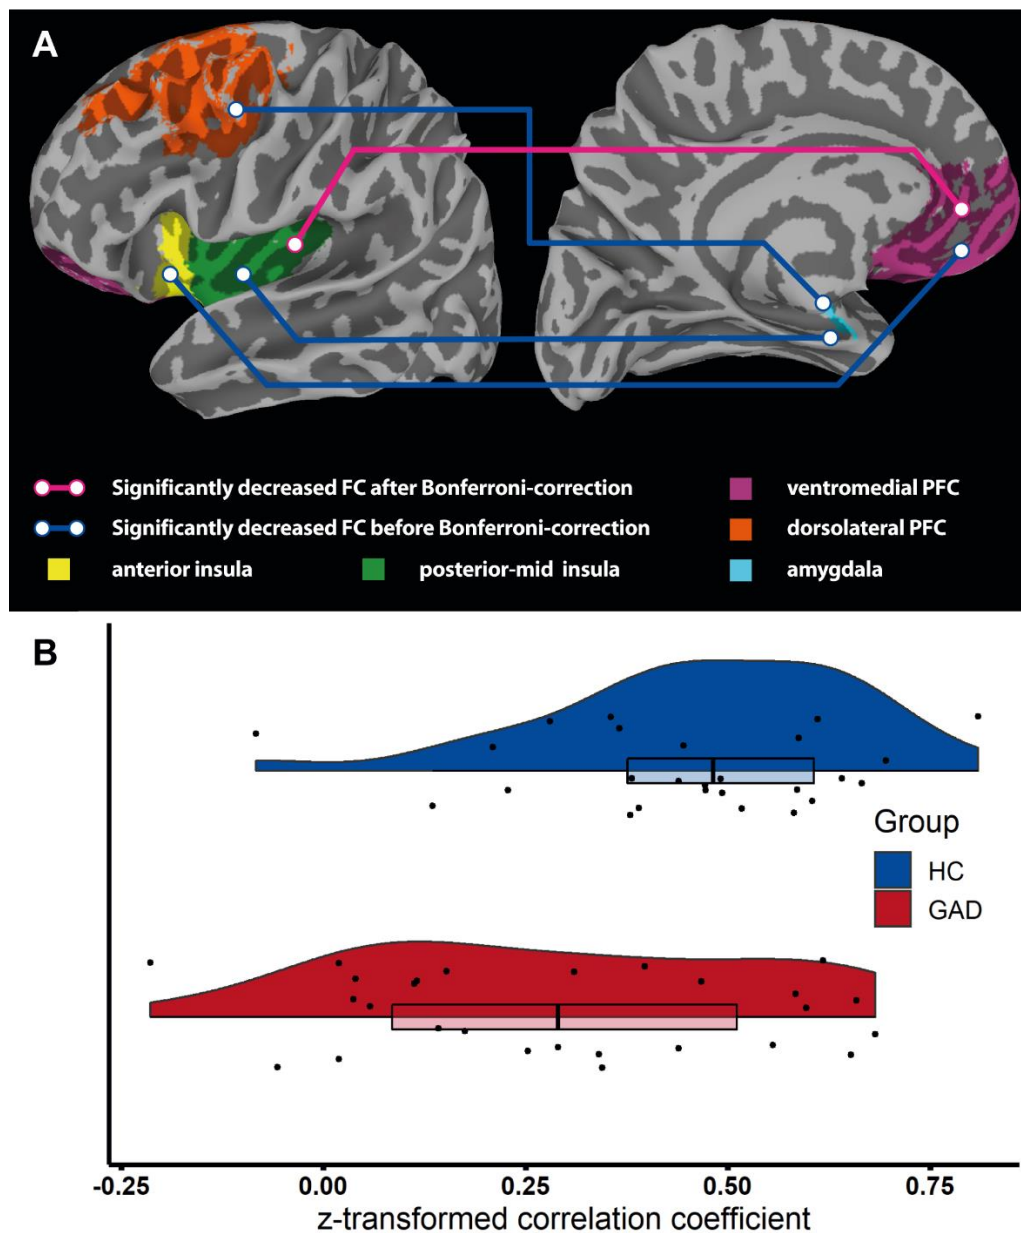 A
Significantly decreased FC after Bonferroni-correction
ventromedial PFC
Significantly decreased FC before Bonferroni-correction
dorsolateral PFC
anterior insula
posterior-mid insula
amygdala
B
Group
HC
GAD
-0.25 0.00 0.25 0.50 0.75
z-transformed correlation coefficient